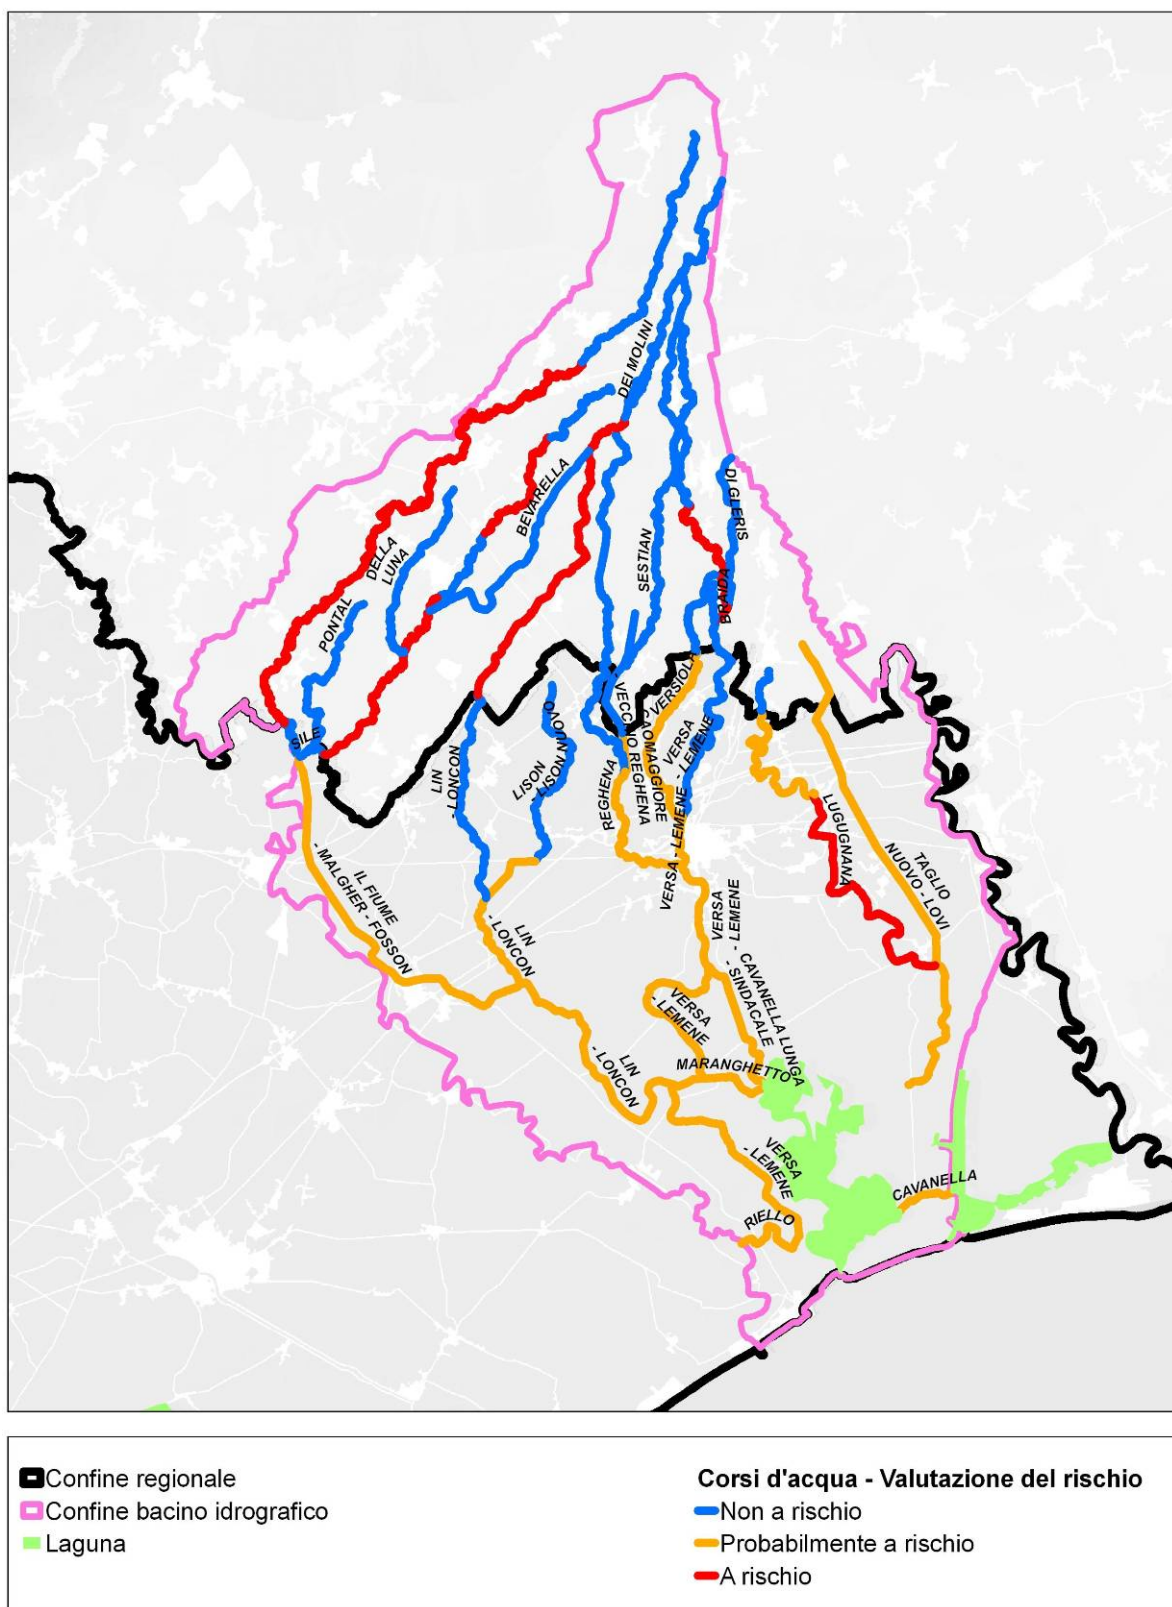 DEI MOLINI
BEVARELLA
DI GLERIS
DELLA
LUNA
SESTIAN
PONTAL
BRAIDA
SILE
VERSIOLA
LIN
- LONCON
LISON
LISON NUOVO
REGHENA
VECCHIO REGHENA
CAOMAGGIORE
VERSA
- LEMENE
VERSA - LEMENE
LUGUGNANA
TAGLIO
NUOVO - LOVI
IL FIUME
- MALGHER - FOSSON
LIN
- LONCON
VERSA
- LEMENE
CAVANELLA LUNGA
- SINDACALE
VERSA
- LEMENE
LIN
- LONCON
MARANGHETTO
VERSA
- LEMENE
CAVANELLA
RIELLO
Confine regionale
Confine bacino idrografico
Laguna
Corsi d'acqua - Valutazione del rischio
Non a rischio
Probabilmente a rischio
A rischio